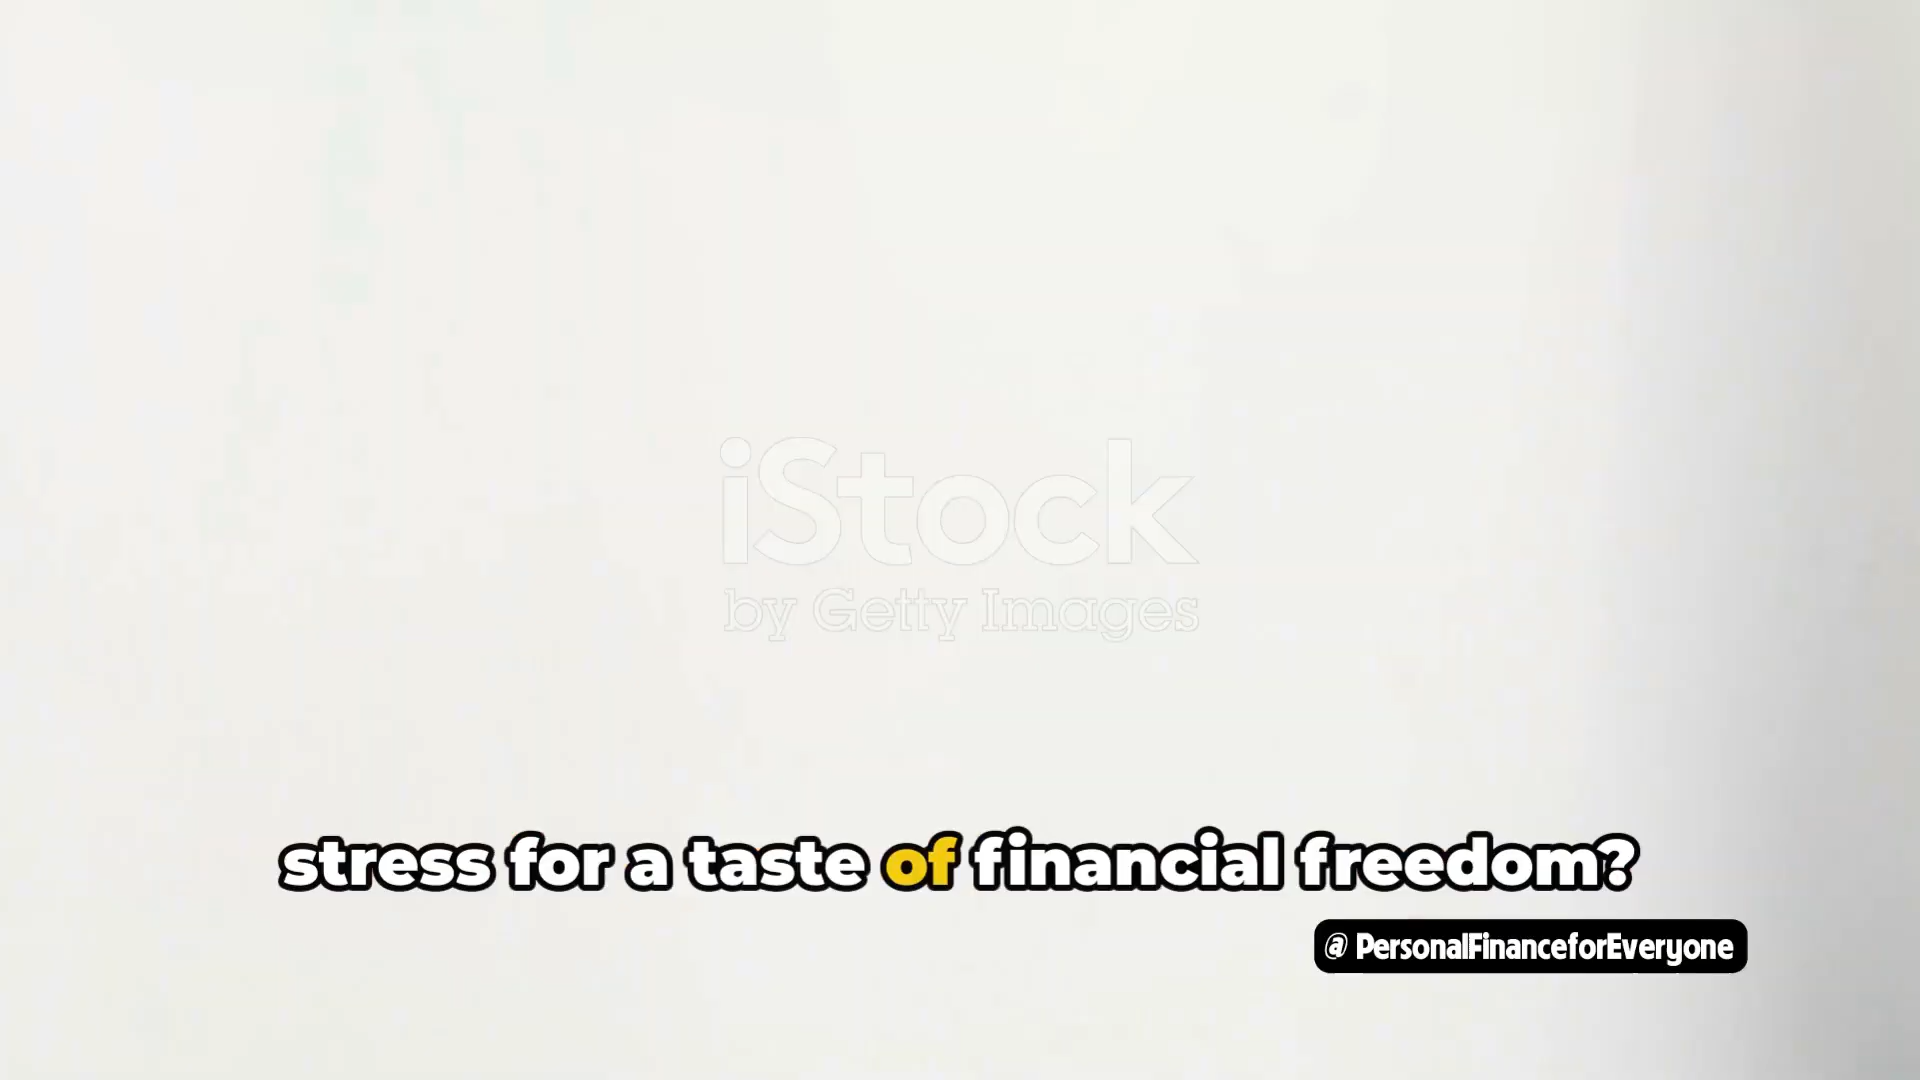 iStock
by Getty Images
stress for a taste of financial freedom?
@ PersonalFinanceforEveryone